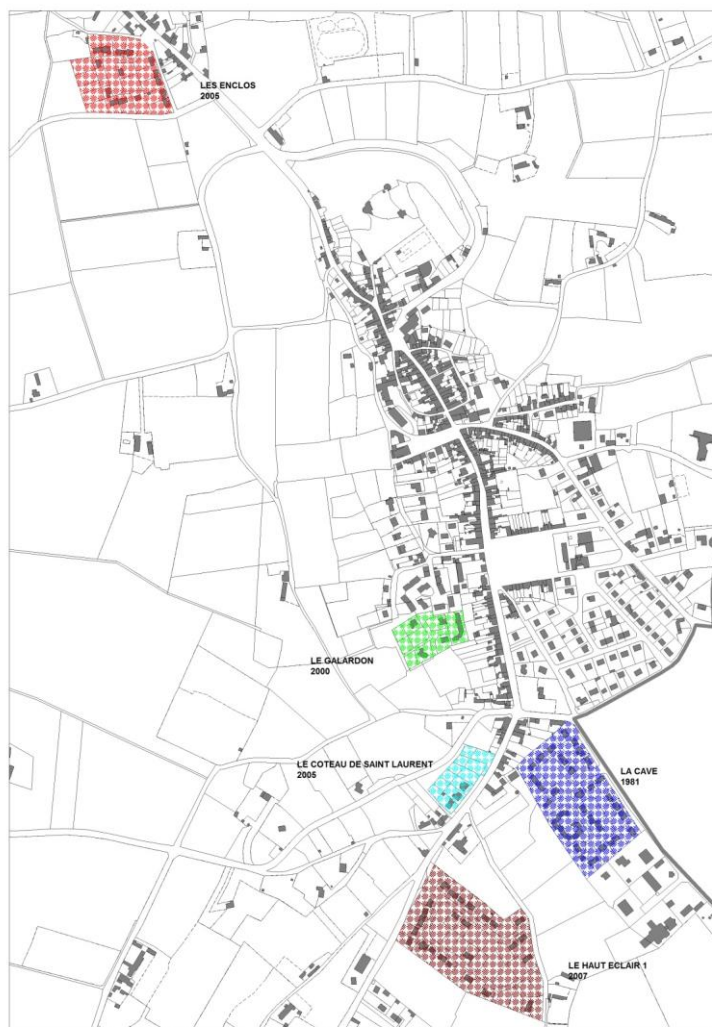 LES ENCLOS
2005
LE GALARDON
2000
LE COTEAU DE SAINT LAURENT
2005
LA CAVE
1981
LE HAUT ECLAIR 1
2007